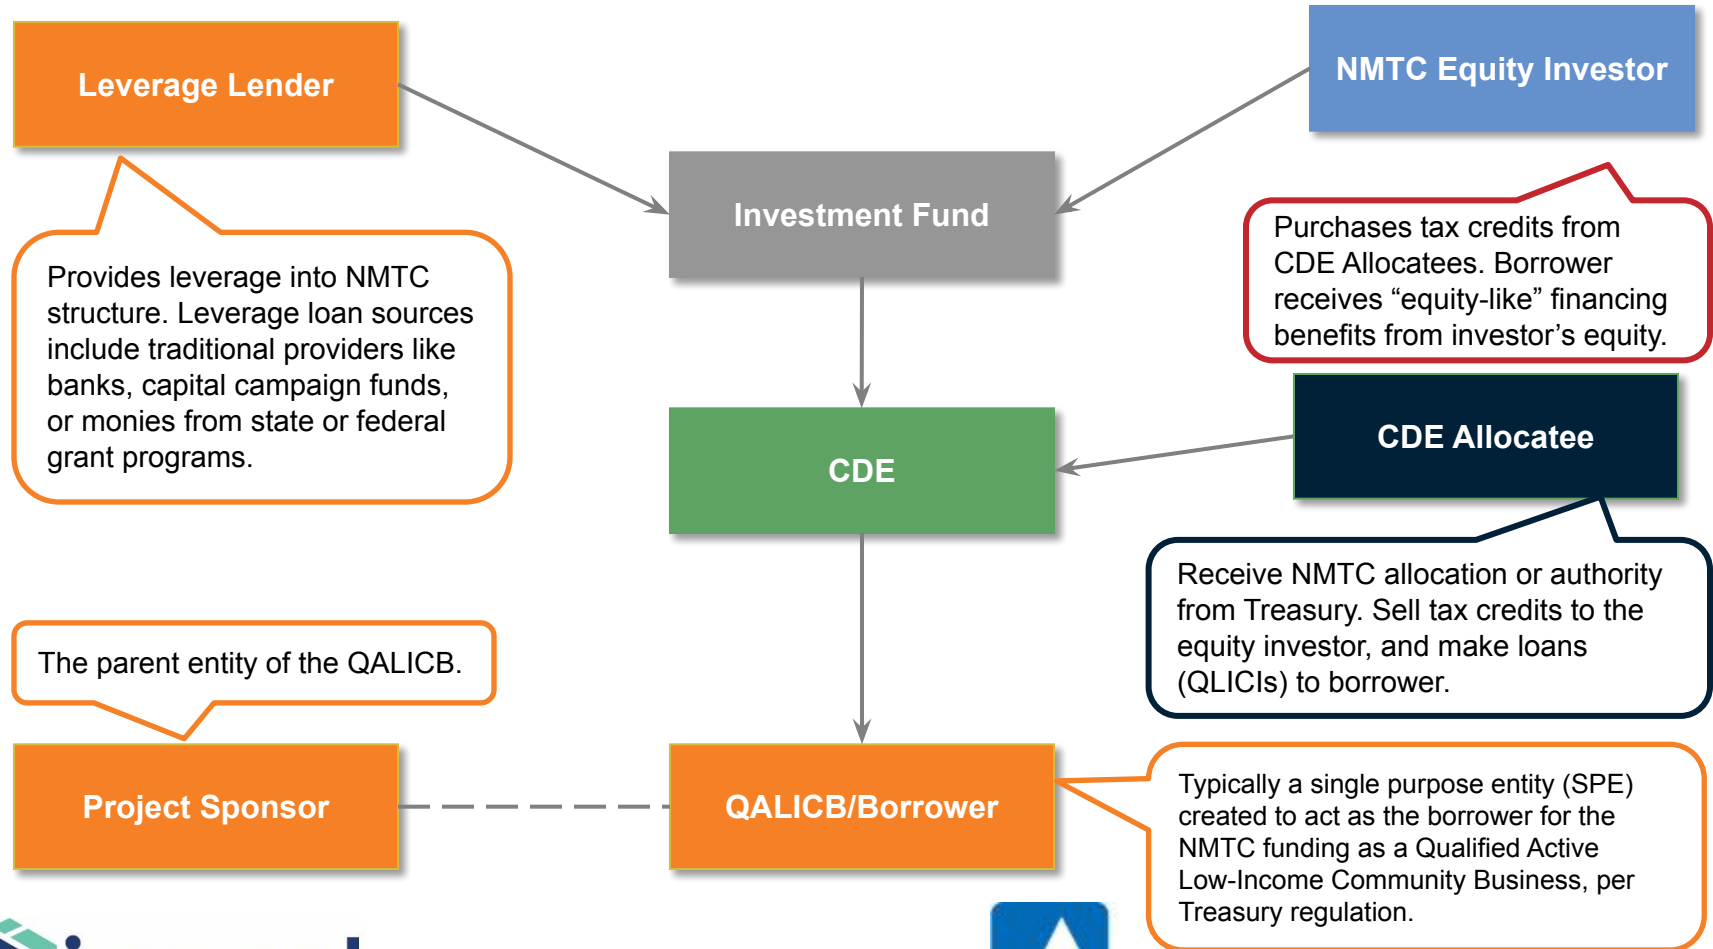 Leverage Lender
NMTC Equity Investor
Investment Fund
Provides leverage into NMTC
structure. Leverage loan sources
include traditional providers like
banks, capital campaign funds,
or monies from state or federal
grant programs.
Purchases tax credits from
CDE Allocatees. Borrower
receives “equity-like” financing
benefits from investor’s equity.
CDE
CDE Allocatee
Receive NMTC allocation or authority
from Treasury. Sell tax credits to the
equity investor, and make loans
(QLICIs) to borrower.
The parent entity of the QALICB.
Project Sponsor
QALICB/Borrower
Typically a single purpose entity (SPE)
created to act as the borrower for the
NMTC funding as a Qualified Active
Low-Income Community Business, per
Treasury regulation.